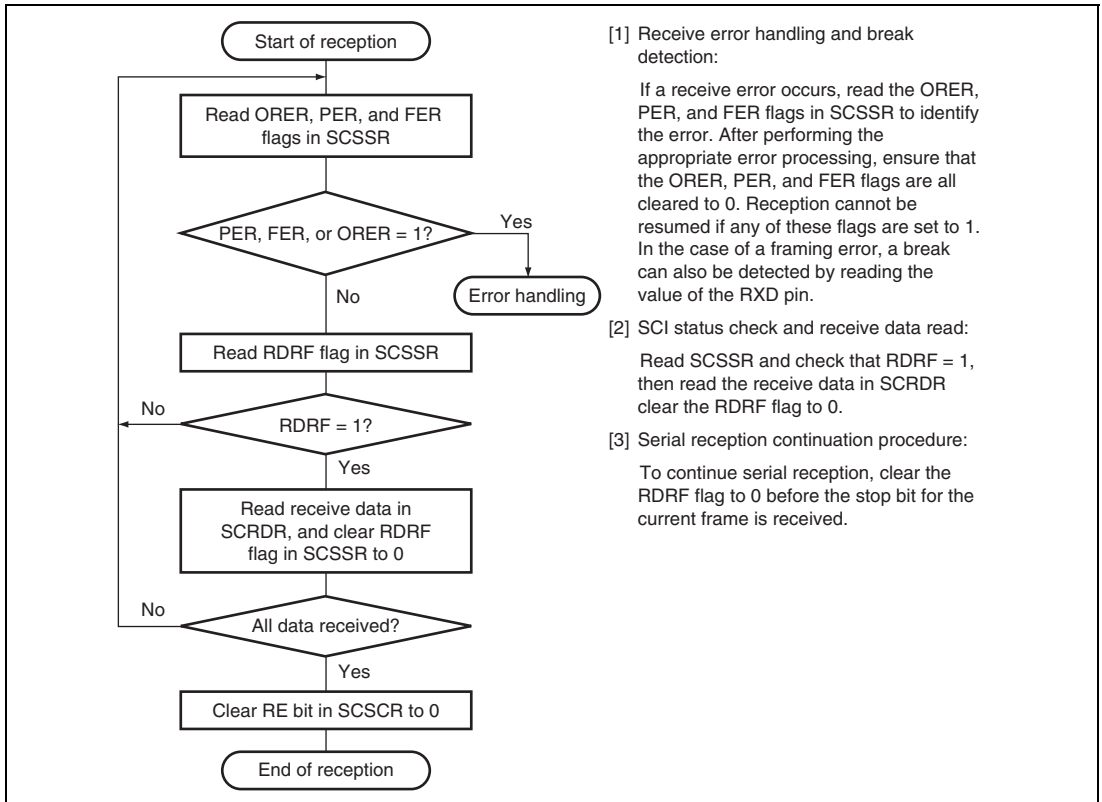 Start of reception
Read ORER, PER, and FER
flags in SCSSR
PER, FER, or ORER = 1?
Yes
Error handling
No
Read RDRF flag in SCSSR
No
RDRF = 1?
Yes
Read receive data in
SCRDR, and clear RDRF
flag in SCSSR to 0
No
All data received?
Yes
Clear RE bit in SCSCR to 0
End of reception
[1] Receive error handling and break
detection:
If a receive error occurs, read the ORER,
PER, and FER flags in SCSSR to identify
the error. After performing the
appropriate error processing, ensure that
the ORER, PER, and FER flags are all
cleared to 0. Reception cannot be
resumed if any of these flags are set to 1.
In the case of a framing error, a break
can also be detected by reading the
value of the RXD pin.
[2] SCI status check and receive data read:
Read SCSSR and check that RDRF = 1,
then read the receive data in SCRDR
clear the RDRF flag to 0.
[3] Serial reception continuation procedure:
To continue serial reception, clear the
RDRF flag to 0 before the stop bit for the
current frame is received.